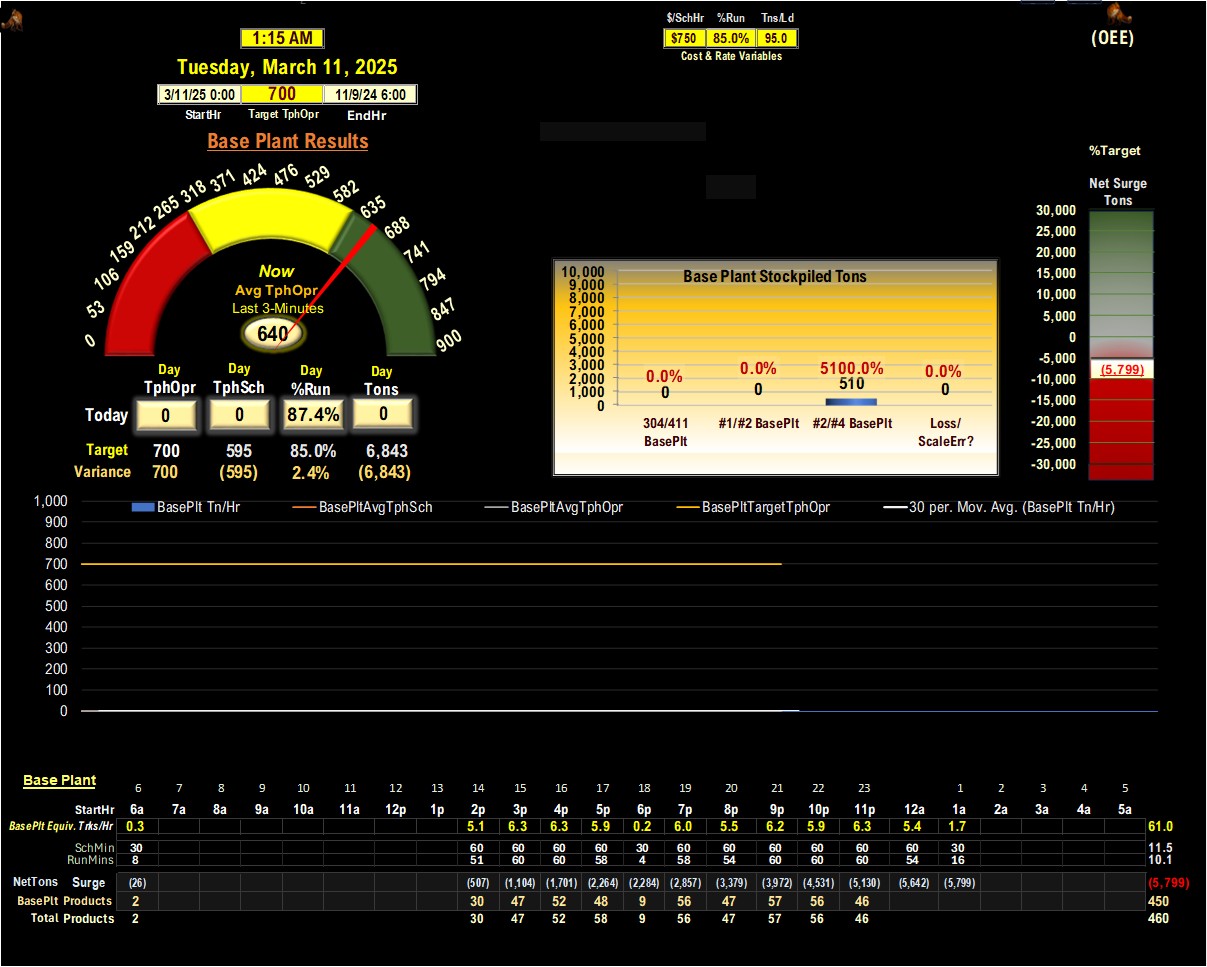 $/SchHr %Run Tns/Ld
1:15 AM $750 85.0% 95.0 (OEE)
Cost & Rate Variables
Tuesday, March 11, 2025
3/11/25 0:00 700 11/9/24 6:00
StartHr Target TphOpr EndHr
Base Plant Results
0 53 106 159 212 265 318 371 424 476 529 582 635 688 741 794 847 900
Now
Avg TphOpr
Last 3-Minutes
640
Day Day Day Day
TphOpr TphSch %Run Tons
Today 0 0 87.4% 0
Target 700 595 85.0% 6,843
Variance 700 (595) 2.4% (6,843)
Base Plant Stockpiled Tons
10,000
9,000
8,000
7,000
6,000
5,000
4,000
3,000
2,000
1,000
0
0.0% 0.0% 5100.0% 0.0%
0 0 510 0
304/411 #1/#2 BasePlt #2/#4 BasePlt Loss/
BasePlt ScaleErr?
%Target
Net Surge
Tons
30,000
25,000
20,000
15,000
10,000
5,000
0
-5,000
(5,799)
-10,000
-15,000
-20,000
-25,000
-30,000
BasePlt Tn/Hr BasePltAvgTphSch BasePltAvgTphOpr BasePltTargetTphOpr 30 per. Mov. Avg. (BasePlt Tn/Hr)
1,000
900
800
700
600
500
400
300
200
100
0
Base Plant
6 7 8 9 10 11 12 13 14 15 16 17 18 19 20 21 22 23 1 2 3 4 5
StartHr 6a 7a 8a 9a 10a 11a 12p 1p 2p 3p 4p 5p 6p 7p 8p 9p 10p 11p 12a 1a 2a 3a 4a 5a
BasePlt Equiv. Trks/Hr 0.3 5.1 6.3 6.3 5.9 0.2 6.0 5.5 6.2 5.9 6.3 5.4 1.7 61.0
SchMin 30 60 60 60 60 30 60 60 60 60 60 60 30 11.5
RunMins 8 51 60 60 58 4 58 54 60 60 60 54 16 10.1
NetTons Surge (26) (507) (1,104) (1,701) (2,264) (2,284) (2,857) (3,379) (3,972) (4,531) (5,130) (5,642) (5,799) (5,799)
BasePlt Products 2 30 47 52 48 9 56 47 57 56 46 450
Total Products 2 30 47 52 58 9 56 47 57 56 46 460